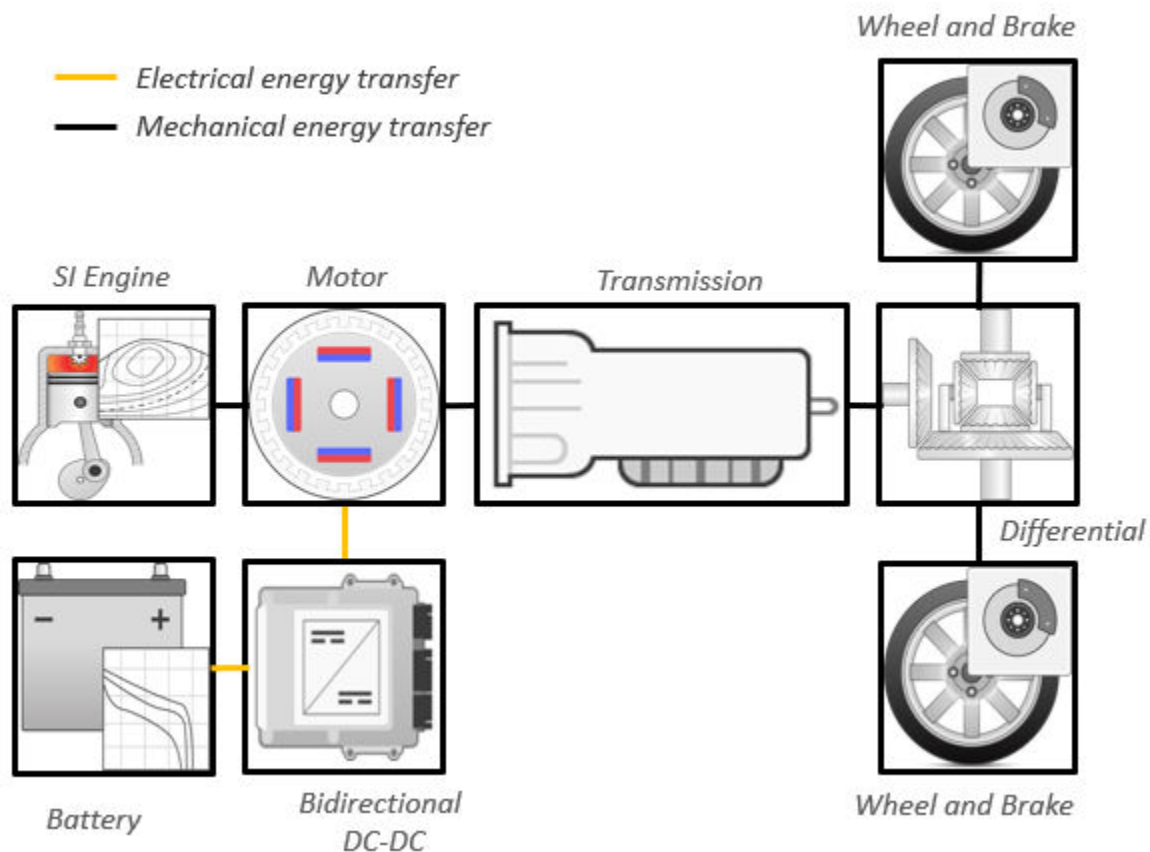 Wheel and Brake
Electrical energy transfer
Mechanical energy transfer
SI Engine
Motor
Transmission
Differential
Battery
Bidirectional
DC-DC
Wheel and Brake